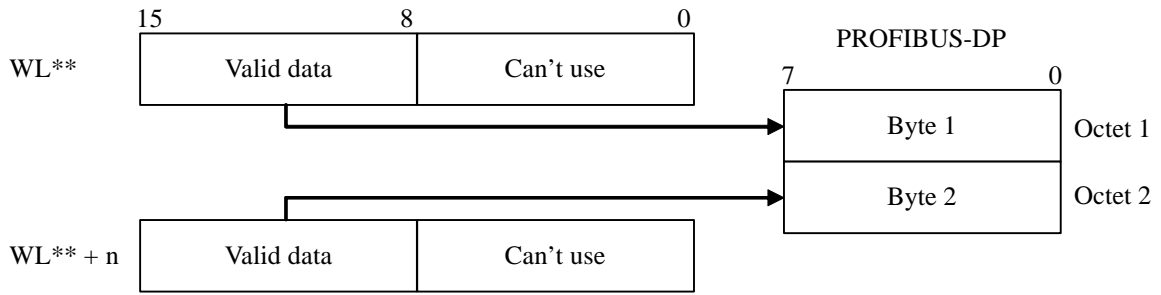 15 8 0
PROFIBUS-DP
WL** Valid data Can't use
7 0
Byte 1 Octet 1
Byte 2 Octet 2
WL** + n Valid data Can't use